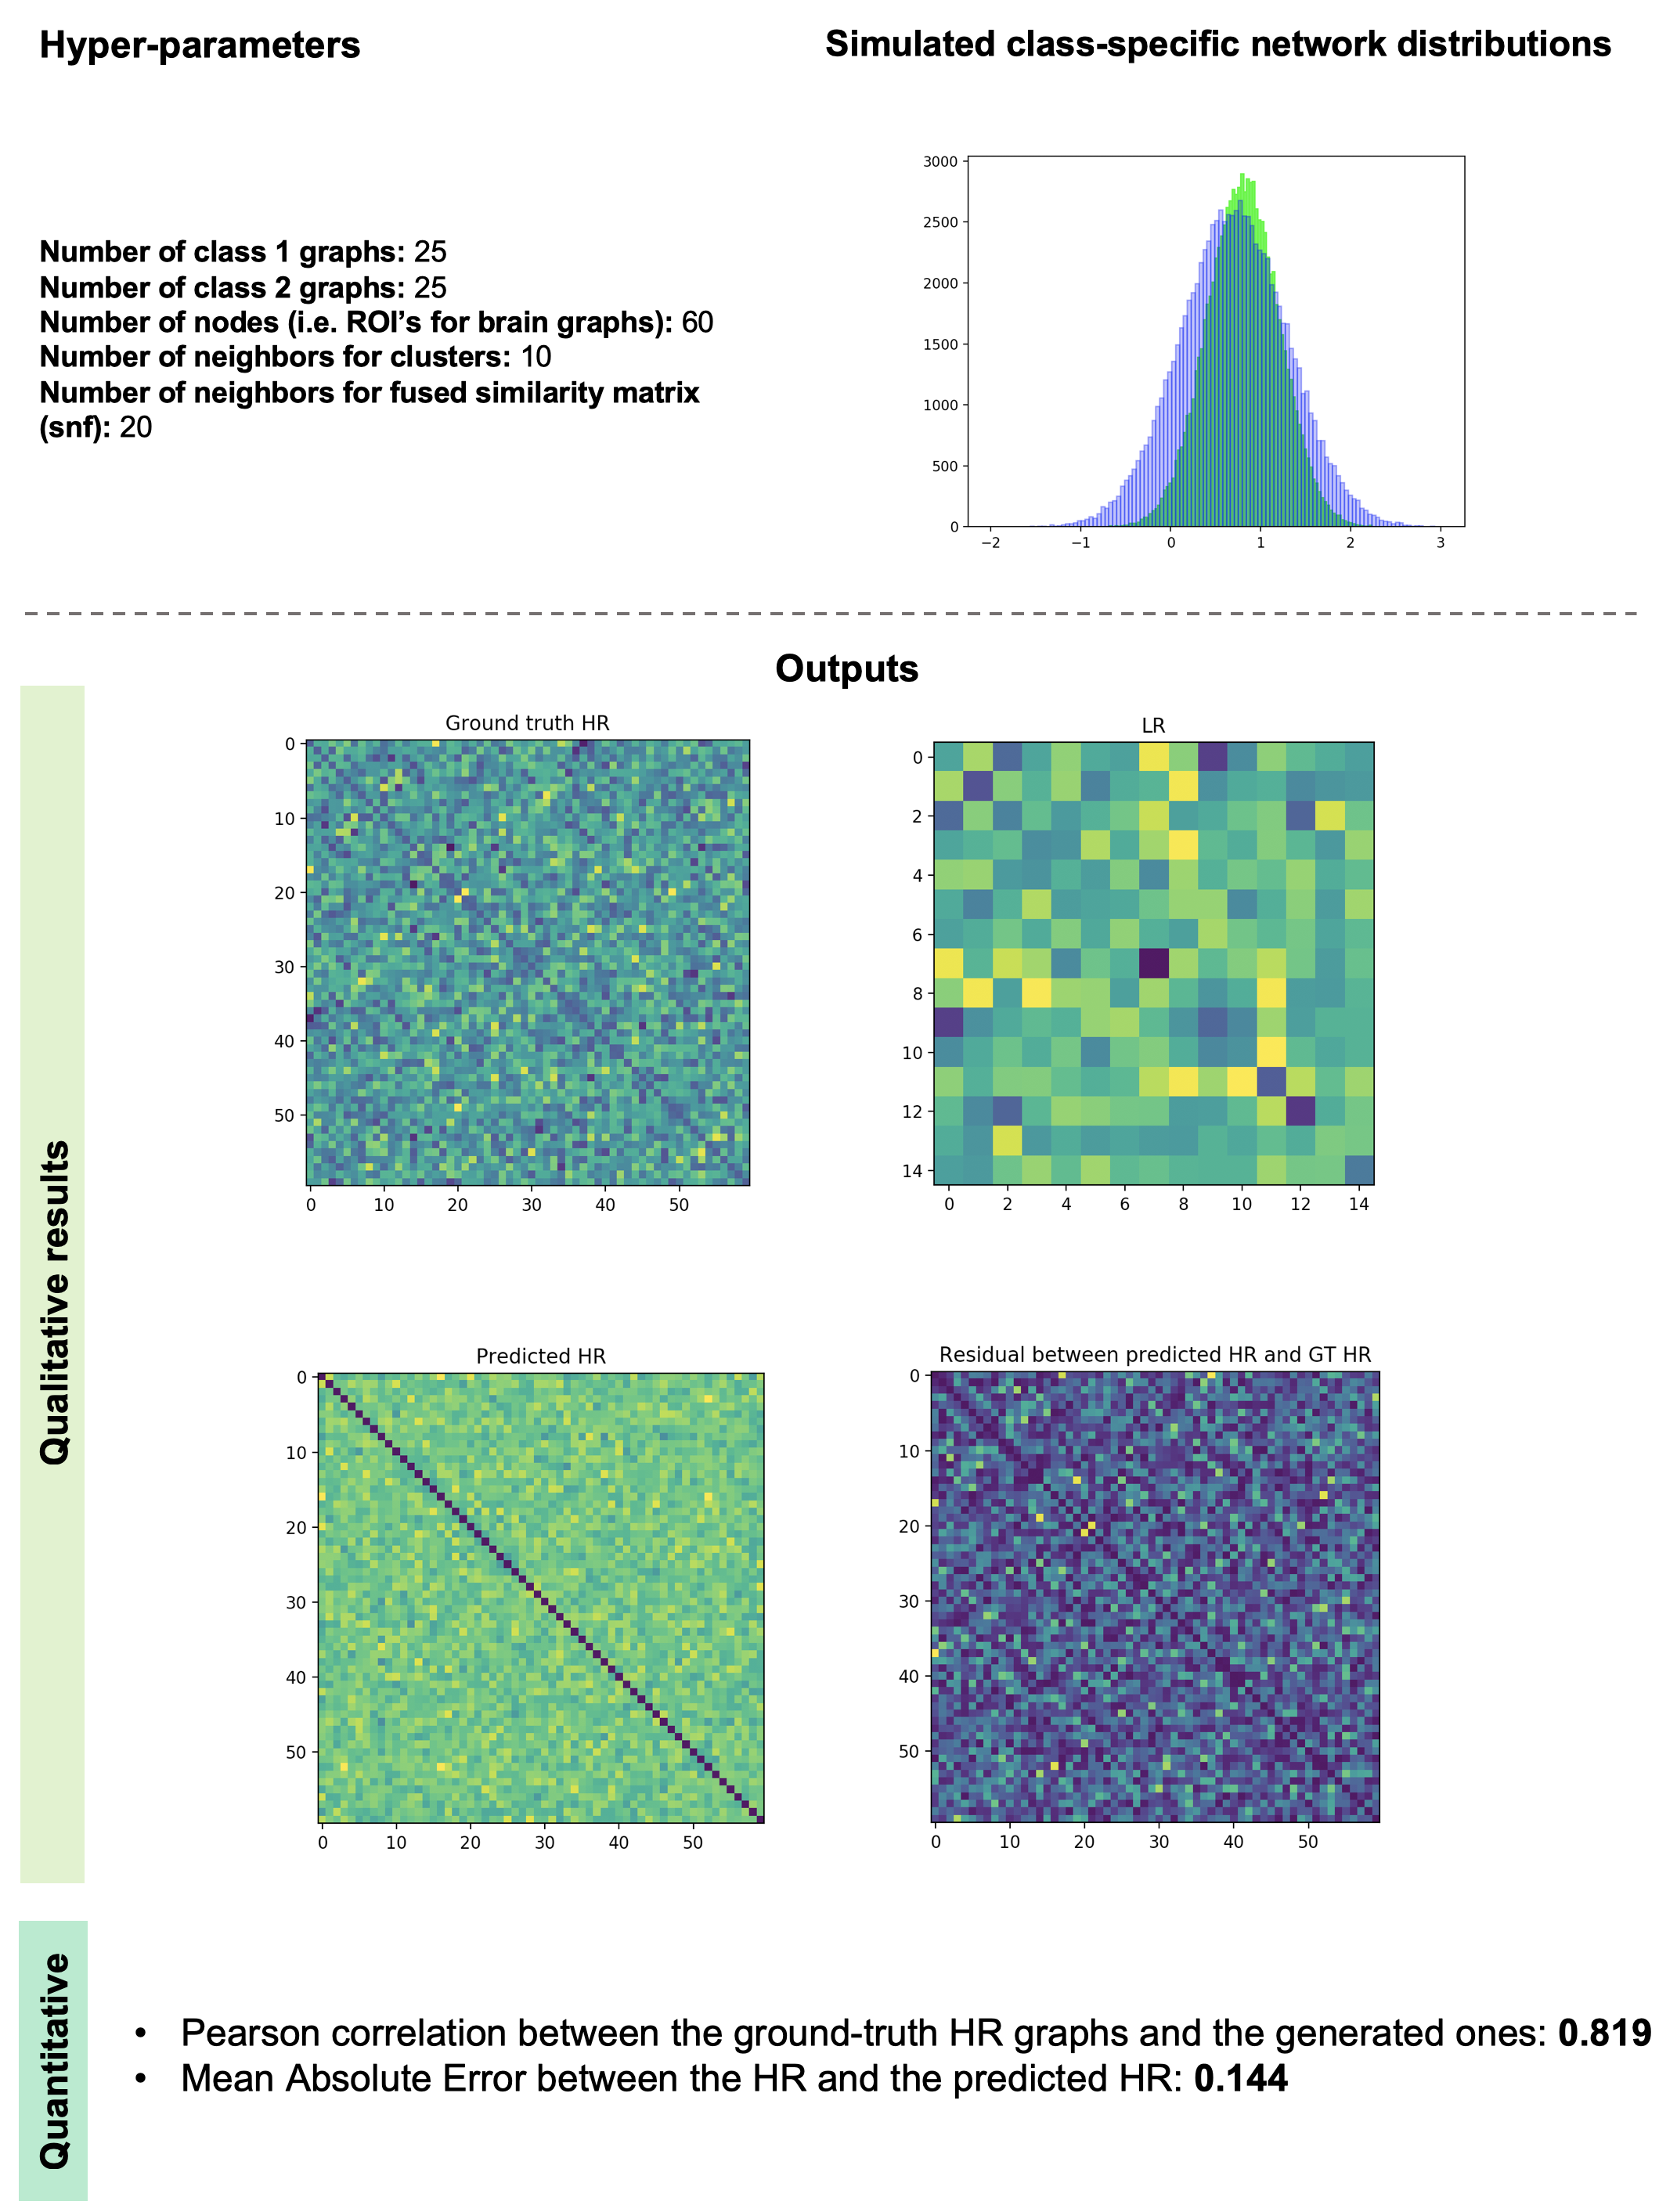 Hyper-parameters
Simulated class-specific network distributions
Number of class 1 graphs: 25
Number of class 2 graphs: 25
Number of nodes (i.e. ROI's for brain graphs): 60
Number of neighbors for clusters: 10
Number of neighbors for fused similarity matrix
(snf): 20
3000
2500
2000
1500
1000
500
0
−2 −1 0 1 2 3
Outputs
Qualitative results
Ground truth HR
0
10
20
30
40
50
0 10 20 30 40 50
LR
0
2
4
6
8
10
12
14
0 2 4 6 8 10 12 14
Predicted HR
0
10
20
30
40
50
0 10 20 30 40 50
Residual between predicted HR and GT HR
0
10
20
30
40
50
0 10 20 30 40 50
Quantitative
• Pearson correlation between the ground-truth HR graphs and the generated ones: 0.819
• Mean Absolute Error between the HR and the predicted HR: 0.144